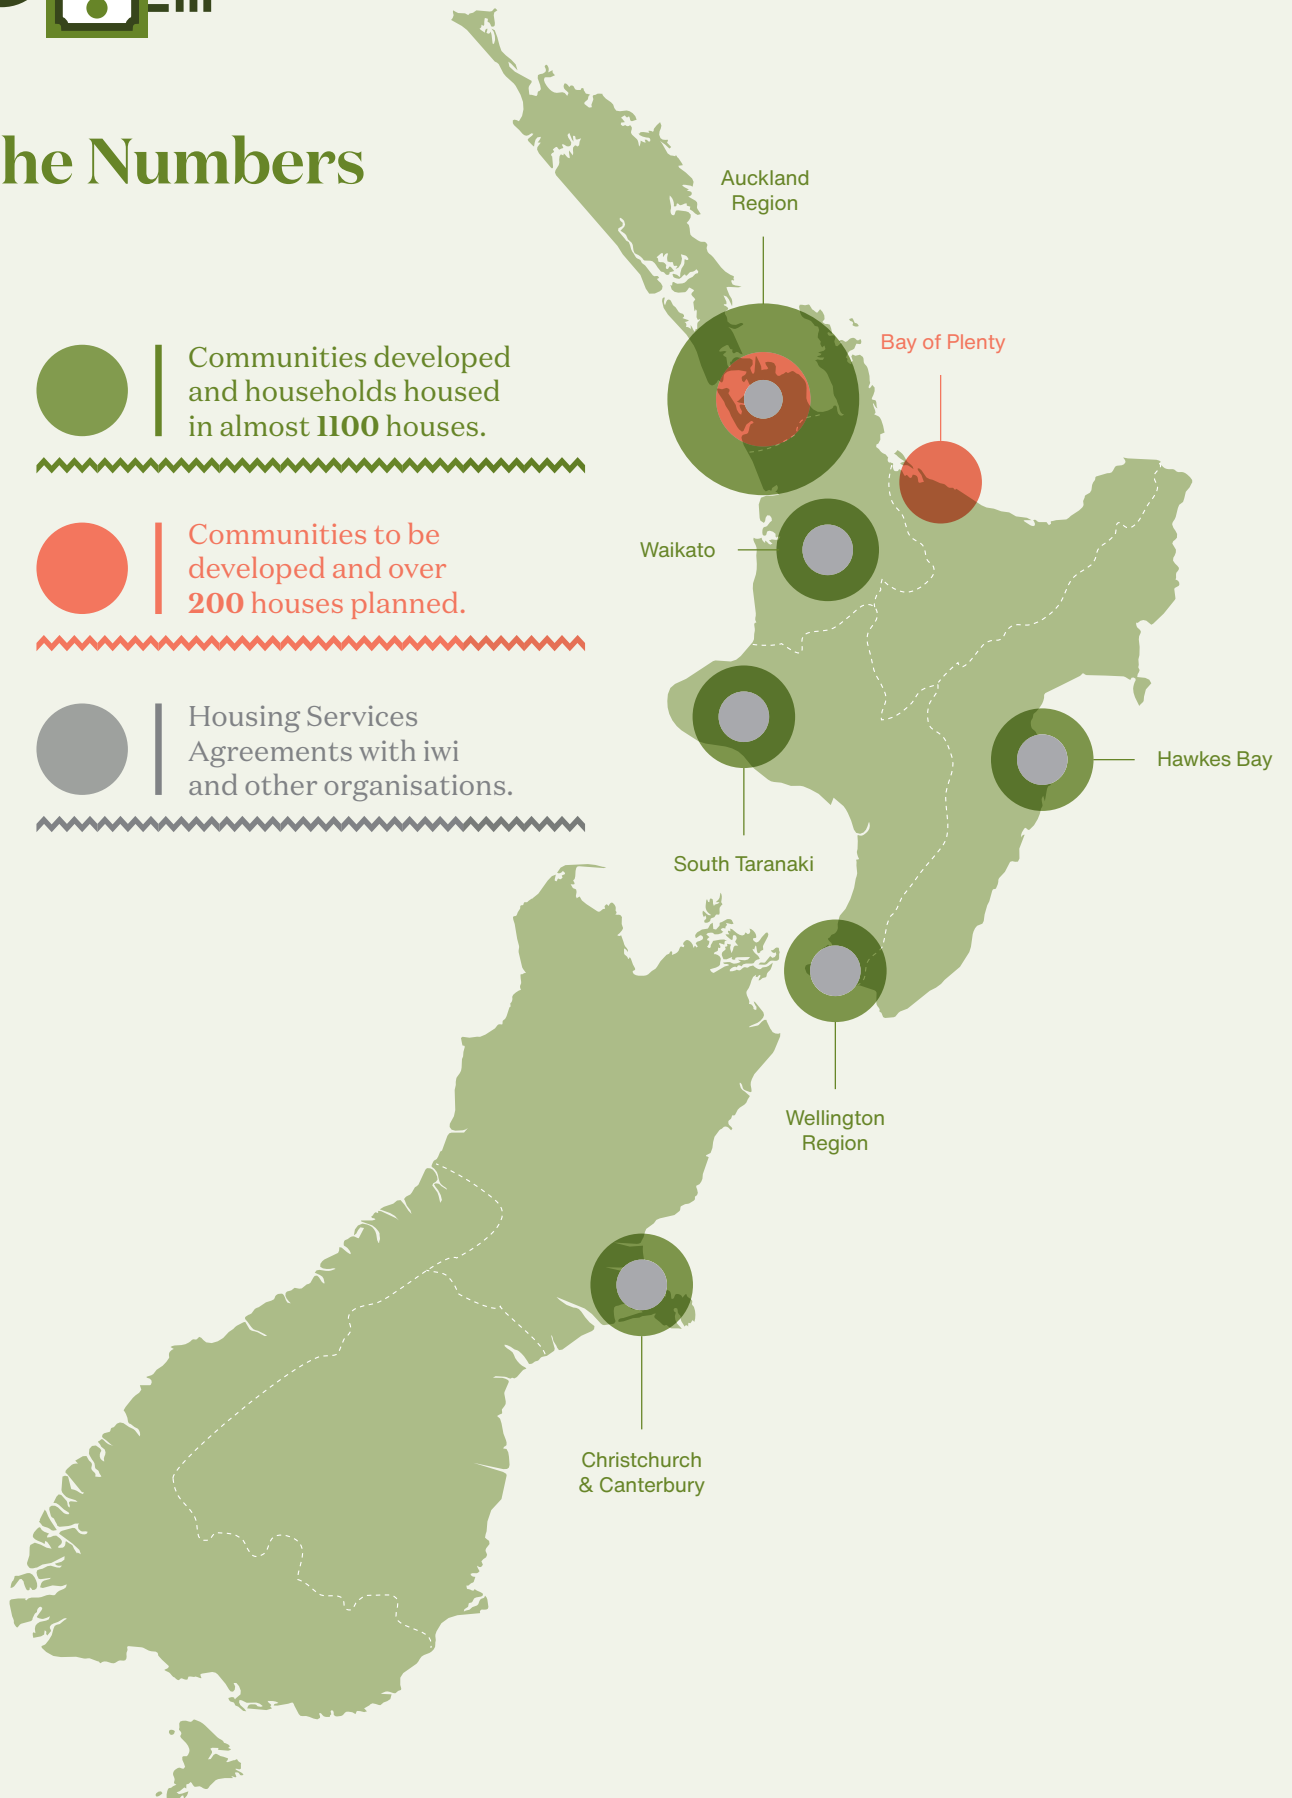 he Numbers
Auckland
Region
Bay of Plenty
Communities developed
and households housed
in almost 1100 houses.
Waikato
Communities to be
developed and over
200 houses planned.
Housing Services
Agreements with iwi
and other organisations.
Hawkes Bay
South Taranaki
Wellington
Region
Christchurch
& Canterbury